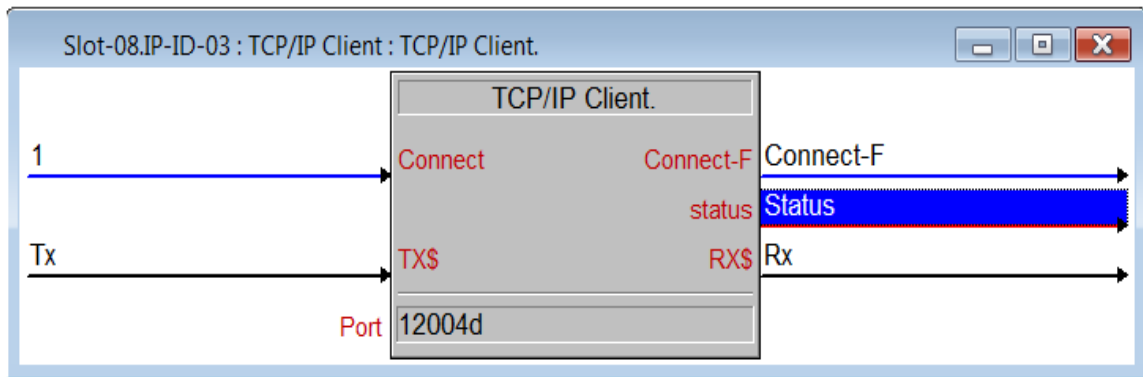 Slot-08.IP-ID-03 : TCP/IP Client : TCP/IP Client.
TCP/IP Client.
1 Connect Connect-F Connect-F
status Status
Tx TX$ RX$ Rx
Port 12004d